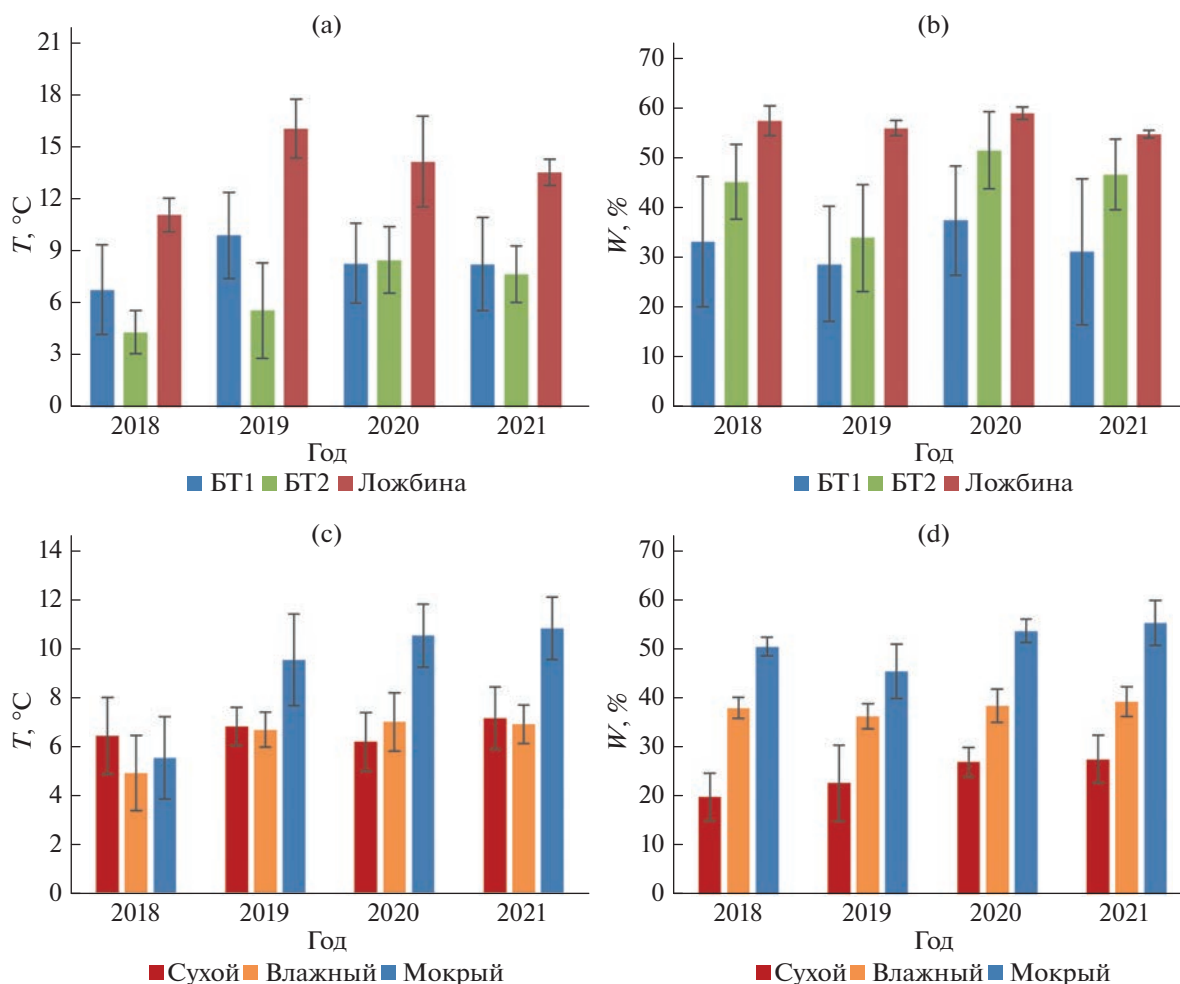 (a)
21
18
15
12
9
6
3
0
T, °C
2018 2019 2020 2021
Год
БТ1 БТ2 Ложбина
(b)
70
60
50
40
30
20
10
0
W, %
2018 2019 2020 2021
Год
БТ1 БТ2 Ложбина
(c)
14
12
10
8
6
4
2
0
T, °C
2018 2019 2020 2021
Год
Сухой Влажный Мокрый
(d)
70
60
50
40
30
20
10
0
W, %
2018 2019 2020 2021
Год
Сухой Влажный Мокрый